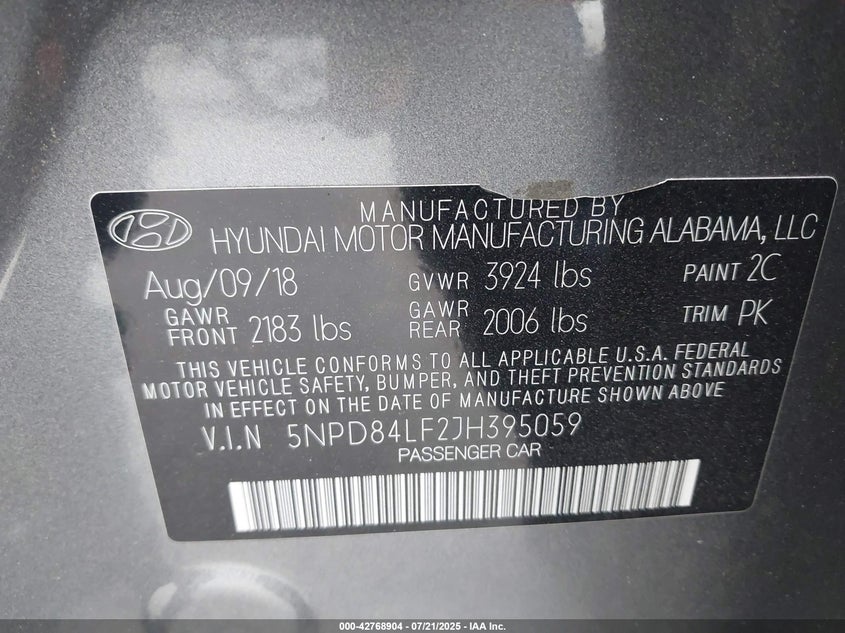 MANUFACTURED BY
HYUNDAI MOTOR MANUFACTURING ALABAMA, LLC
Aug/09/18 GVWR 3924 lbs PAINT 2C
GAWR FRONT 2183 lbs GAWR REAR 2006 lbs TRIM PK
THIS VEHICLE CONFORMS TO ALL APPLICABLE U.S.A. FEDERAL
MOTOR VEHICLE SAFETY, BUMPER, AND THEFT PREVENTION STANDARDS
IN EFFECT ON THE DATE OF MANUFACTURE SHOWN ABOVE
V.I.N 5NPD84LF2JH395059
PASSENGER CAR
000-42768904 - 07/21/2025 - IAA Inc.